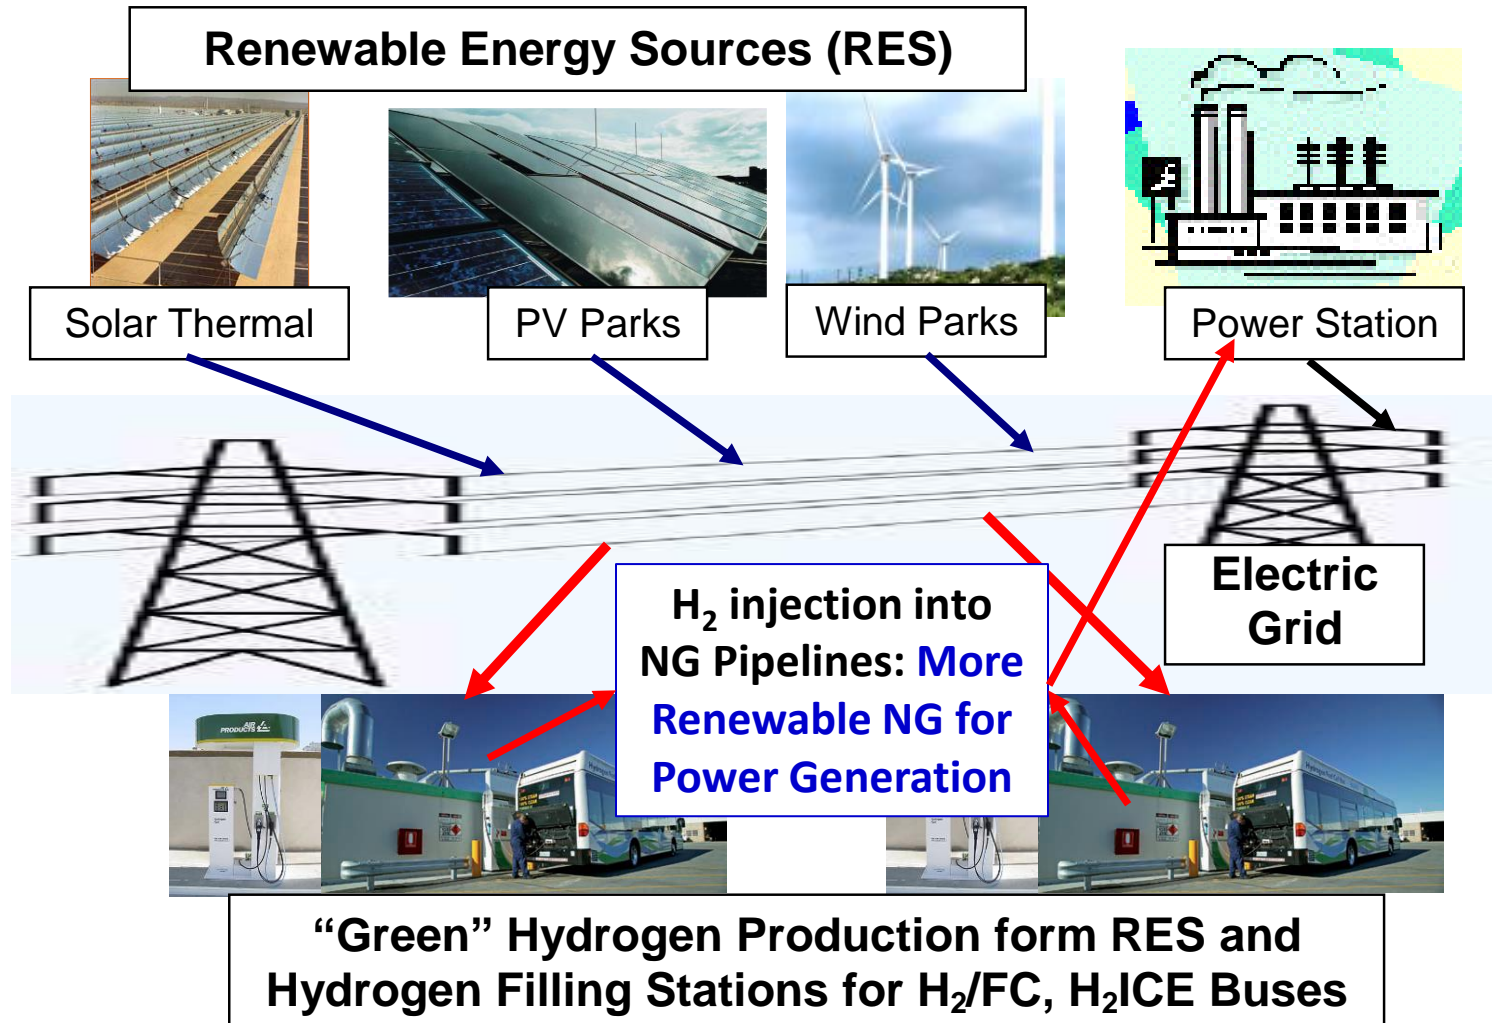 Renewable Energy Sources (RES)
Solar Thermal
PV Parks
Wind Parks
Power Station
Electric
Grid
H₂ injection into
NG Pipelines: More
Renewable NG for
Power Generation
AIR
PRODUCTS
“Green” Hydrogen Production form RES and
Hydrogen Filling Stations for H₂/FC, H₂ICE Buses